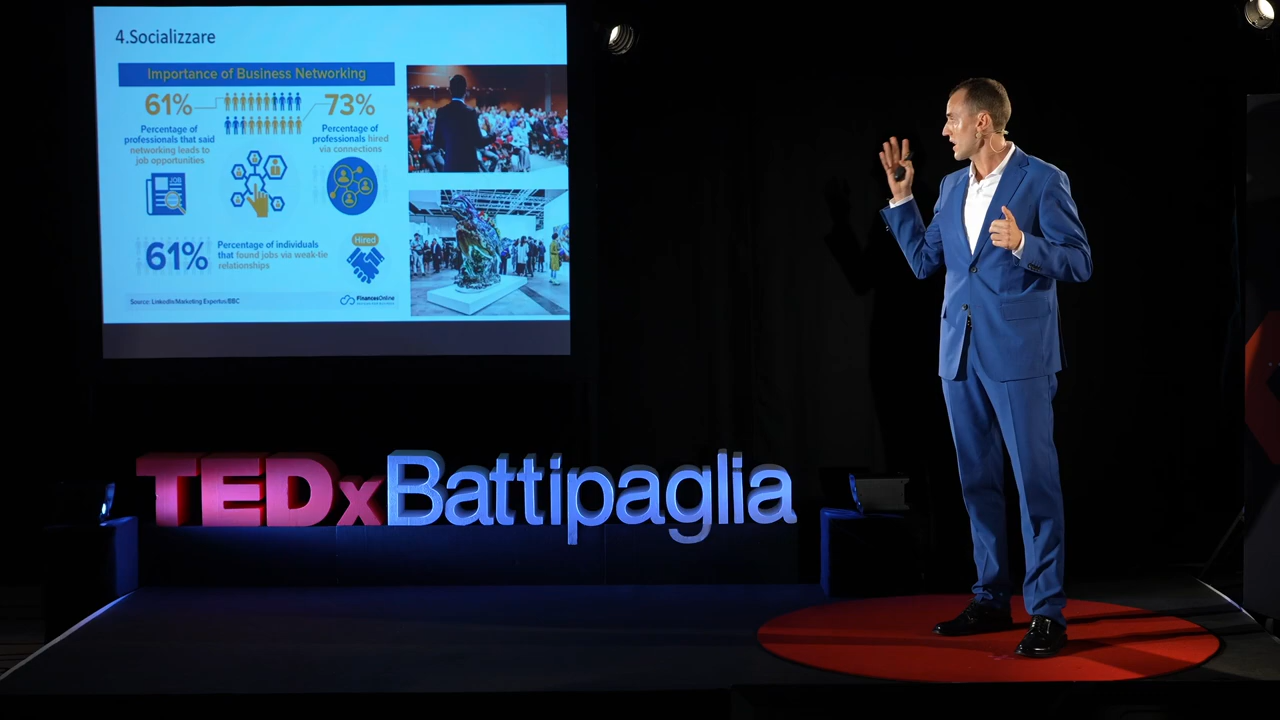 4.Socializzare
Importance of Business Networking
61%
73%
Percentage of
professionals that said
networking leads to
job opportunities
Percentage of
professionals hired
via connections
JOB
61%
Percentage of individuals
that found jobs via weak-tie
relationships
Hired
Source: LinkedIn/Marketing Expertus/BBC
FinancesOnline
TEDxBattipaglia